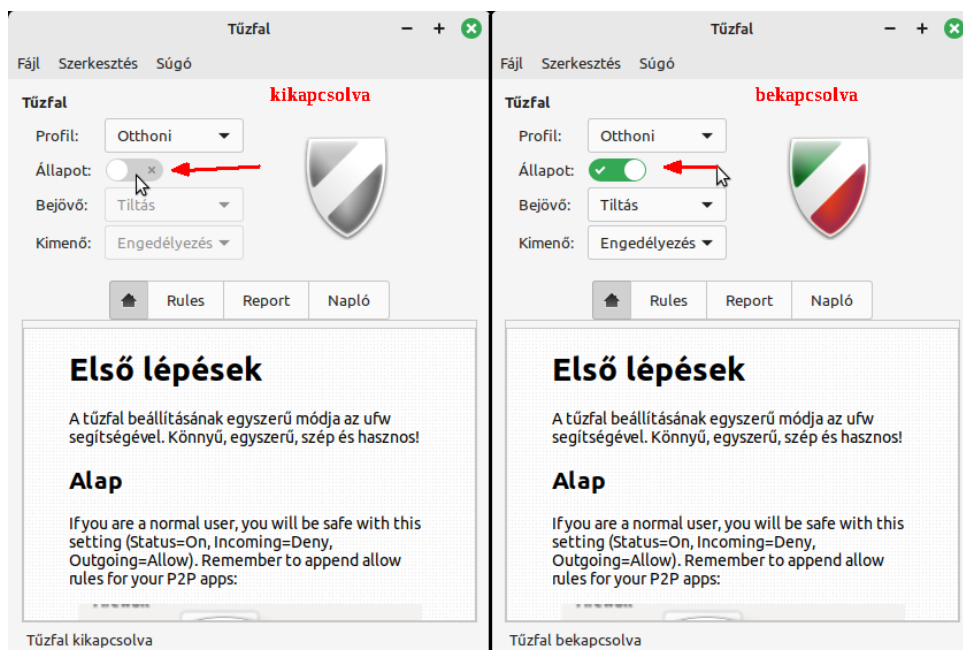 Tűzfal
Fájl Szerkesztés Súgó
kikapcsolva
Tűzfal
Profil: Otthoni
Állapot:
Bejövő: Tiltás
Kimenő: Engedélyezés
Rules Report Napló
Első lépések
A tűzfal beállításának egyszerű módja az ufw
segítségével. Könnyű, egyszerű, szép és hasznos!
Alap
If you are a normal user, you will be safe with this
setting (Status=On, Incoming=Deny,
Outgoing=Allow). Remember to append allow
rules for your P2P apps:
Tűzfal kikapcsolva
Tűzfal
Fájl Szerkesztés Súgó
bekapcsolva
Tűzfal
Profil: Otthoni
Állapot:
Bejövő: Tiltás
Kimenő: Engedélyezés
Rules Report Napló
Első lépések
A tűzfal beállításának egyszerű módja az ufw
segítségével. Könnyű, egyszerű, szép és hasznos!
Alap
If you are a normal user, you will be safe with this
setting (Status=On, Incoming=Deny,
Outgoing=Allow). Remember to append allow
rules for your P2P apps:
Tűzfal bekapcsolva